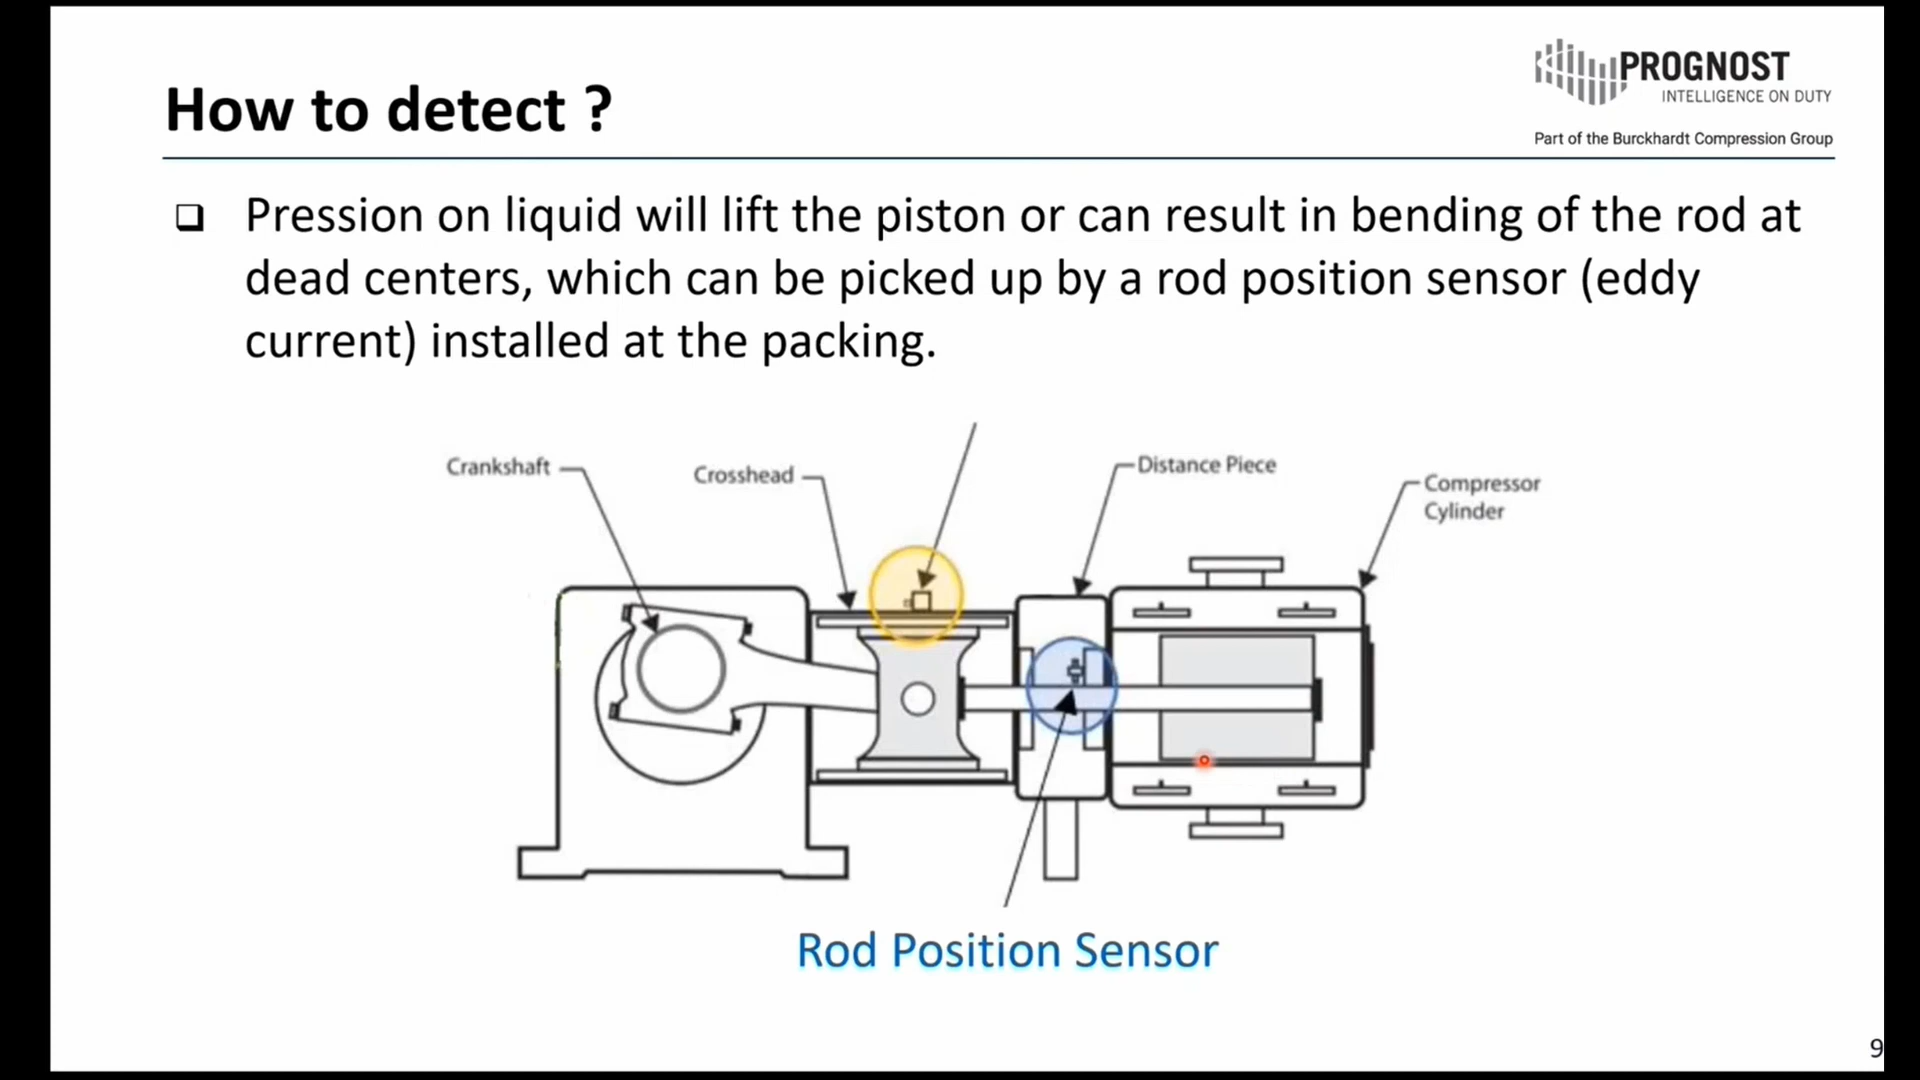 PROGNOST
INTELLIGENCE ON DUTY
Part of the Burckhardt Compression Group
How to detect ?
Pression on liquid will lift the piston or can result in bending of the rod at
dead centers, which can be picked up by a rod position sensor (eddy
current) installed at the packing.
Crankshaft
Crosshead
Distance Piece
Compressor
Cylinder
Rod Position Sensor
9